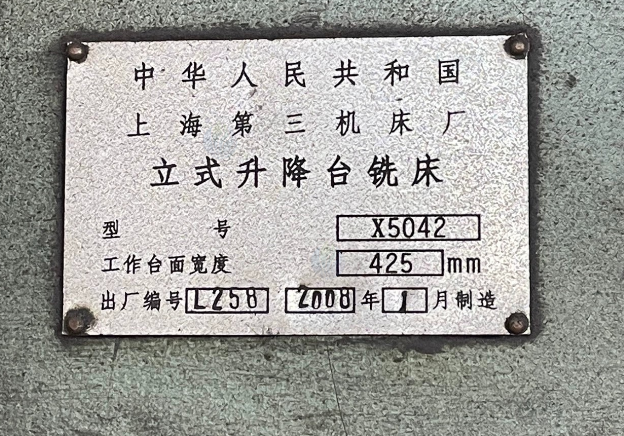 中华人民共和国
上海第三机床厂
立式升降台铣床
型号 X5042
工作台面宽度 425 mm
出厂编号 L258 2008 年 1 月制造